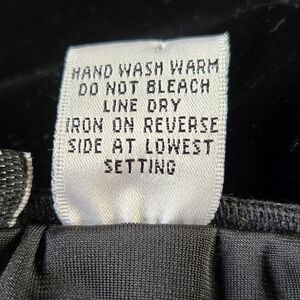 HAND WASH WARM
DO NOT BLEACH
LINE DRY
IRON ON REVERSE
SIDE AT LOWEST
SETTING